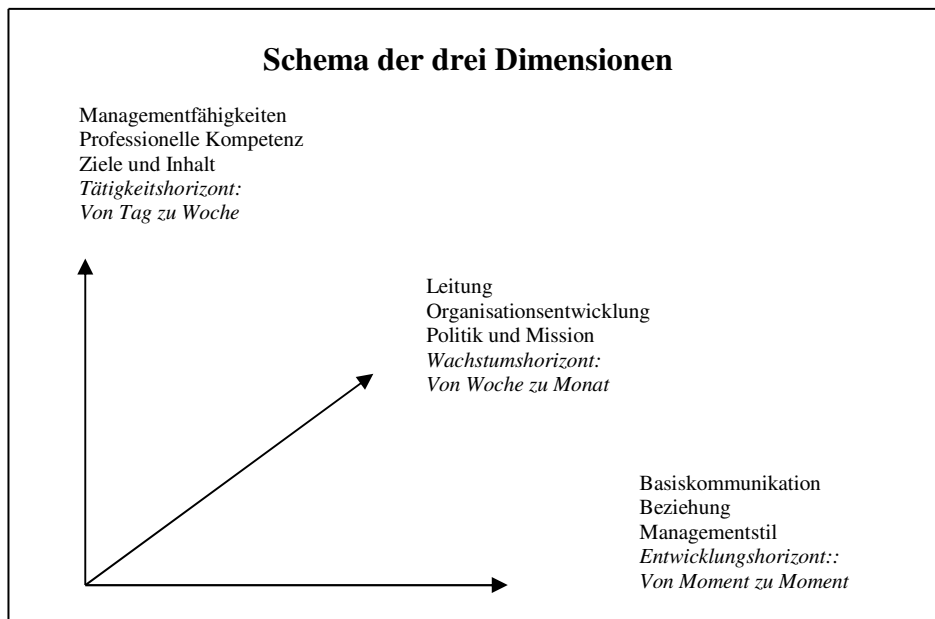 Schema der drei Dimensionen
Managementfähigkeiten
Professionelle Kompetenz
Ziele und Inhalt
Tätigkeitshorizont:
Von Tag zu Woche
Leitung
Organisationsentwicklung
Politik und Mission
Wachstumshorizont:
Von Woche zu Monat
Basiskommunikation
Beziehung
Managementstil
Entwicklungshorizont::
Von Moment zu Moment